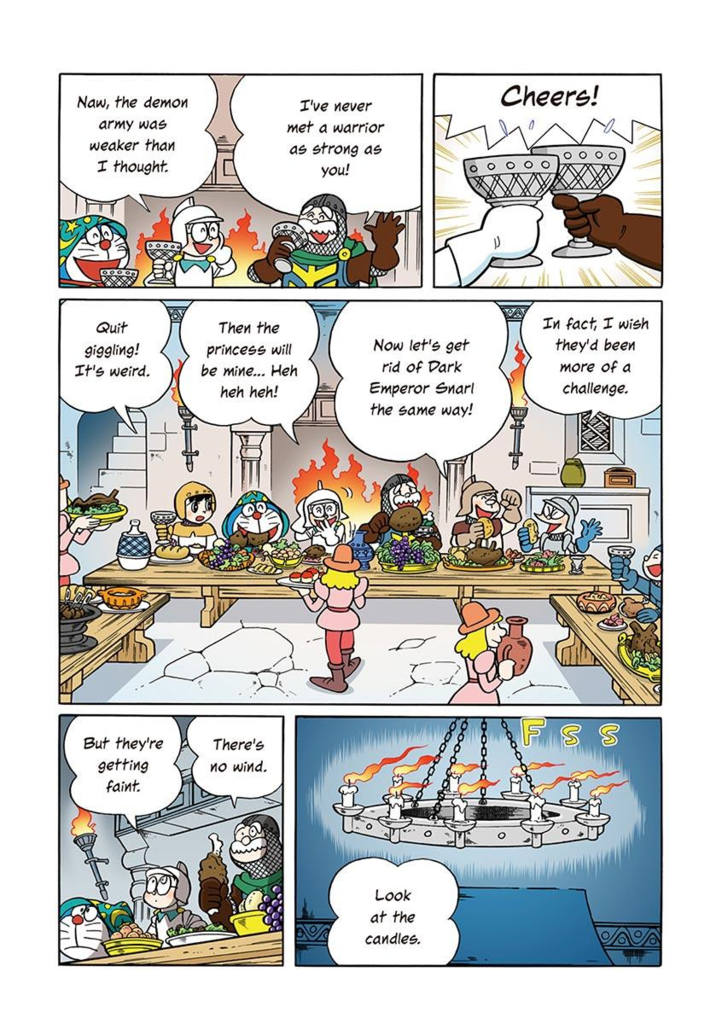 Cheers!
I've never
met a warrior
as strong as
you!
Naw, the demon
army was
weaker than
I thought.
In fact, I wish
they'd been
more of a
challenge.
Now let's get
rid of Dark
Emperor Snarl
the same way!
Then the
princess will
be mine... Heh
heh heh!
Quit
giggling!
It's weird.
Fss
Look
at the
candles.
There's
no wind.
But they're
getting
faint.